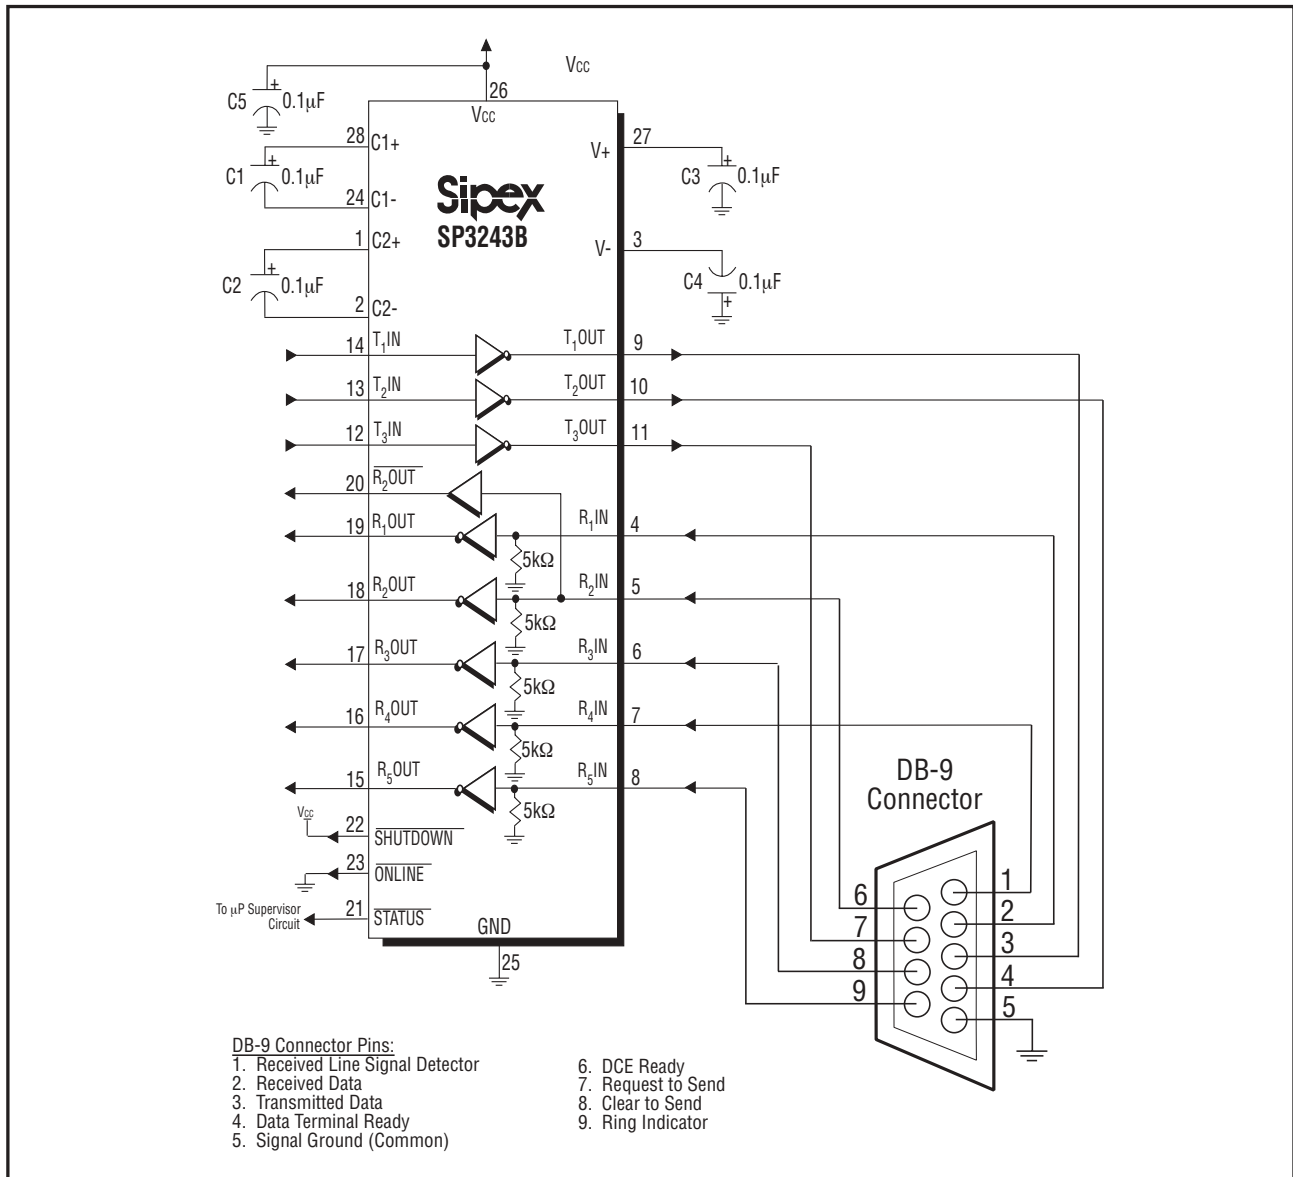 Vcc
26
C5
+
0.1µF
Vcc
28
C1+
C1
+
0.1µF
24
C1-
1
C2+
C2
+
0.1µF
2
C2-
Sipex
SP3243B
V+
27
C3
+
0.1µF
V-
3
C4
0.1µF
+
14 T1IN T1OUT 9
13 T2IN T2OUT 10
12 T3IN T3OUT 11
20 R2OUT
19 R1OUT R1IN 4
5kΩ
18 R2OUT R2IN 5
5kΩ
17 R3OUT R3IN 6
5kΩ
16 R4OUT R4IN 7
5kΩ
15 R5OUT R5IN 8
5kΩ
Vcc
22
SHUTDOWN
23
ONLINE
To µP Supervisor
Circuit
21
STATUS
GND
25
DB-9
Connector
6
7
8
9
1
2
3
4
5
DB-9 Connector Pins:
1. Received Line Signal Detector
2. Received Data
3. Transmitted Data
4. Data Terminal Ready
5. Signal Ground (Common)
6. DCE Ready
7. Request to Send
8. Clear to Send
9. Ring Indicator